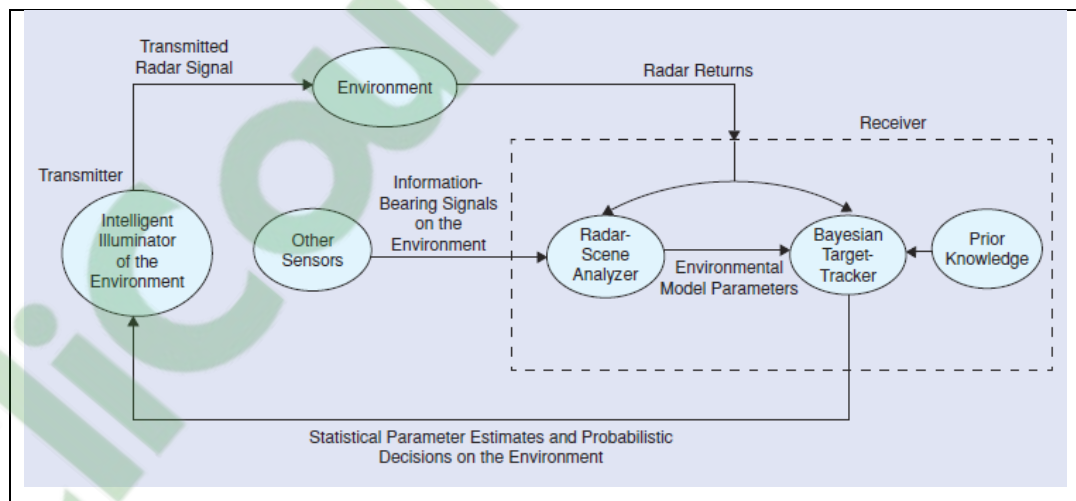 Transmitted
Radar Signal
Environment
Radar Returns
Receiver
Transmitter
Intelligent
Illuminator
of the
Environment
Other
Sensors
Information-
Bearing Signals
on the
Environment
Radar-
Scene
Analyzer
Environmental
Model Parameters
Bayesian
Target-
Tracker
Prior
Knowledge
Statistical Parameter Estimates and Probabilistic
Decisions on the Environment